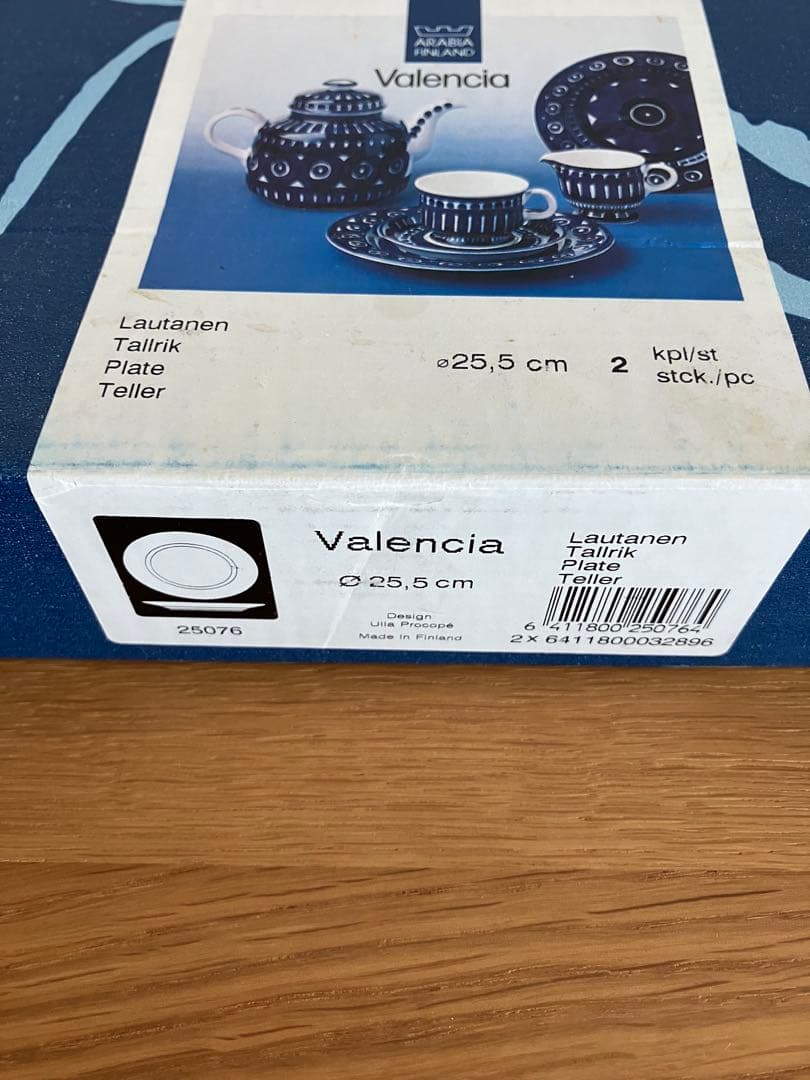 ARABIA
FINLAND
Valencia
Lautanen
Tallrik
Plate
Teller
⌀25,5 cm 2 kpl/st
stck./pc
Valencia
Ø 25,5 cm
Design
Ulla Procopé
Made in Finland
25076
Lautanen
Tallrik
Plate
Teller
6 411800 250764
2 x 6411800032896